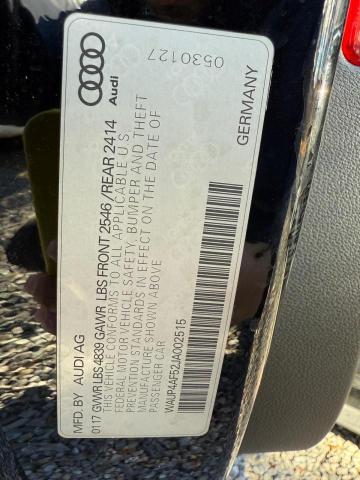 MFD. BY AUDI AG
0117 GVWR LBS 4839 GAWR LBS FRONT 2546 /REAR 2414
THIS VEHICLE CONFORMS TO ALL APPLICABLE U.S.
FEDERAL MOTOR VEHICLE SAFETY, BUMPER AND THEFT
PREVENTION STANDARDS IN EFFECT ON THE DATE OF
MANUFACTURE SHOWN ABOVE
PASSENGER CAR
WAUP4AF52JA002515
Audi
GERMANY
0530127